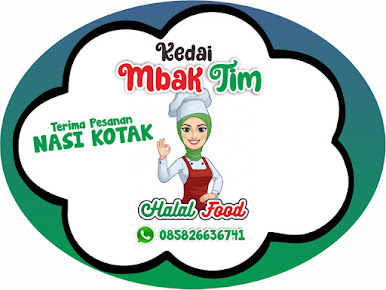 Kedai
Mbak Tim
Terima Pesanan
NASI KOTAK
Halal Food
085826636741